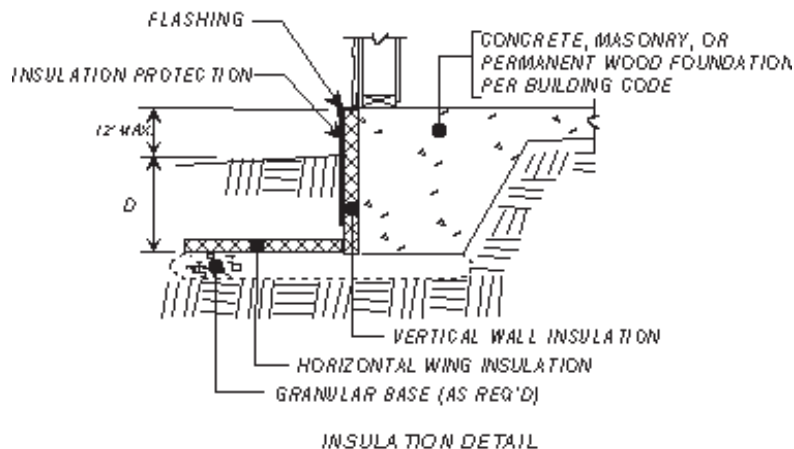 FLASHING
INSULATION PROTECTION
CONCRETE, MASONRY, OR
PERMANENT WOOD FOUNDATION
PER BUILDING CODE
12" MAX.
D
VERTICAL WALL INSULATION
HORIZONTAL WING INSULATION
GRANULAR BASE (AS REQ'D)
INSULATION DETAIL